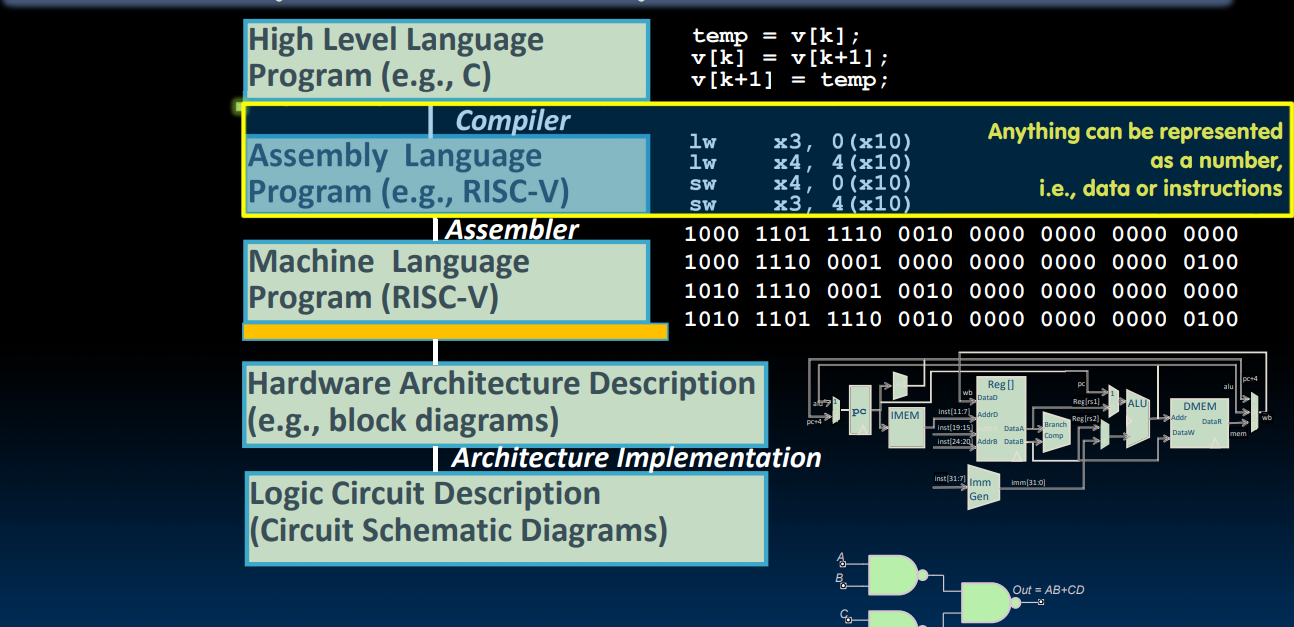 High Level Language
Program (e.g., C)
temp = v[k];
v[k] = v[k+1];
v[k+1] = temp;
Compiler
Assembly Language
Program (e.g., RISC-V)
lw x3, 0(x10)
lw x4, 4(x10)
sw x4, 0(x10)
sw x3, 4(x10)
Anything can be represented
as a number,
i.e., data or instructions
Assembler
Machine Language
Program (RISC-V)
1000 1101 1110 0010 0000 0000 0000 0000
1000 1110 0001 0000 0000 0000 0000 0100
1010 1110 0001 0010 0000 0000 0000 0000
1010 1101 1110 0010 0000 0000 0000 0100
Hardware Architecture Description
(e.g., block diagrams)
pc+4
pc
IMEM
inst[11:7]
inst[19:15]
inst[24:20]
inst[31:7]
wb
Reg[]
DataD
AddrD
AddrB
DataA
DataB
Branch
Comp
Imm
Gen
imm[31:0]
pc
Reg[rs1]
Reg[rs2]
1
ALU
DMEM
Addr
DataR
DataW
alu
pc+4
mem
wb
Architecture Implementation
Logic Circuit Description
(Circuit Schematic Diagrams)
A
B
C
Out = AB+CD